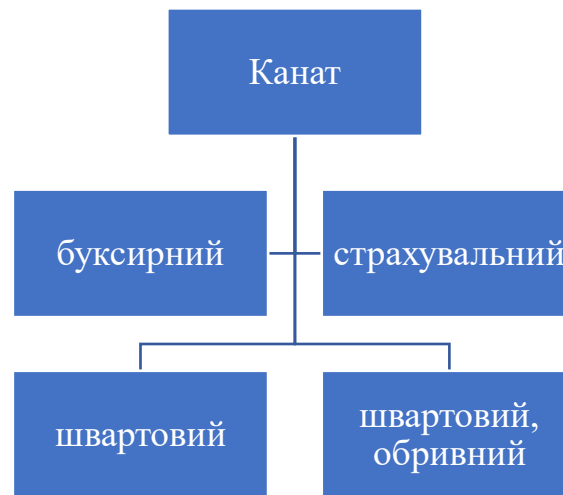 Канат
буксирний
страхувальний
швартовий
швартовий,
обривний